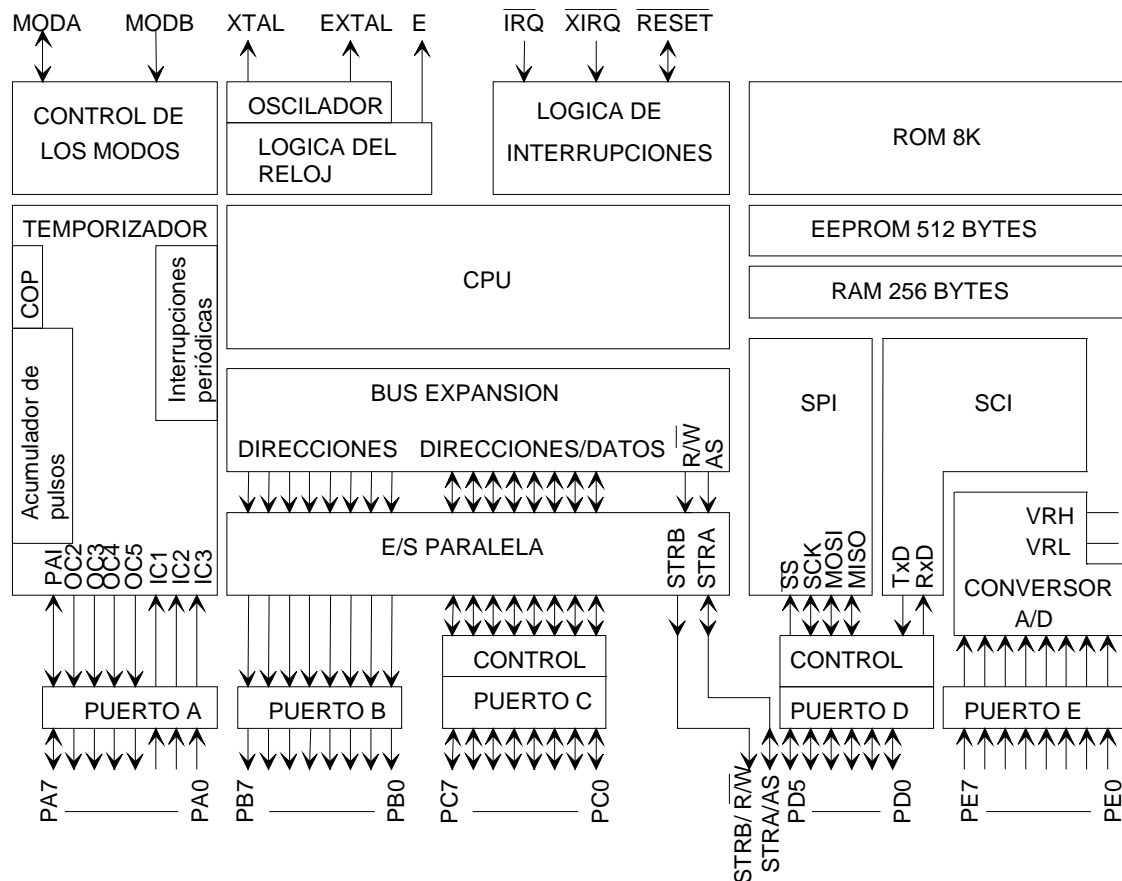 MODA MODB XTAL EXTAL E IRQ XIRQ RESET
CONTROL DE
LOS MODOS
OSCILADOR
LOGICA DEL
RELOJ
LOGICA DE
INTERRUPCIONES
ROM 8K
TEMPORIZADOR
COP
Interrupciones
periódicas
Acumulador de
pulsos
CPU
EEPROM 512 BYTES
RAM 256 BYTES
BUS EXPANSION
DIRECCIONES DIRECCIONES/DATOS R/W AS
SPI
SCI
E/S PARALELA
STRB STRA
PAI OC2 OC3 OC4 OC5 IC1 IC2 IC3
SS SCK MOSI MISO
TxD RxD
VRH
VRL
CONVERSOR
A/D
CONTROL
CONTROL
PUERTO A
PUERTO B
PUERTO C
PUERTO D
PUERTO E
PA7 PA0
PB7 PB0
PC7 PC0
STRB/ R/W
STRA/AS
PD5 PD0
PE7 PE0